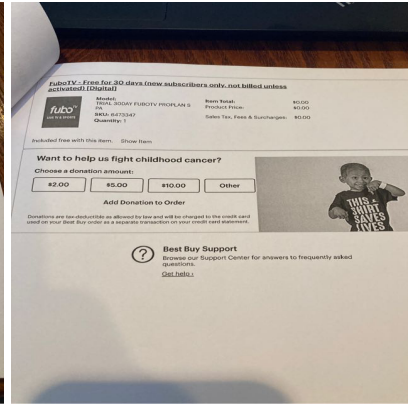 FuboTV - Free for 30 days (new subscribers only, not billed unless
activated) [Digital]
fubo
Model:
TRIAL 30DAY FUBOTV PROPLAN S
PA
SKU: 6473347
Quantity: 1
Item Total: $0.00
Product Price: $0.00
Sales Tax, Fees & Surcharges: $0.00
Included free with this item. Show Item
Want to help us fight childhood cancer?
Choose a donation amount:
$2.00 $5.00 $10.00 Other
Add Donation to Order
Donations are tax-deductible as allowed by law and will be charged to the credit card
used on your Best Buy order as a separate transaction on your credit card statement.
THIS
SHIRT
SAVES
LIVES
Best Buy Support
Browse our Support Center for answers to frequently asked
questions.
Get help ›